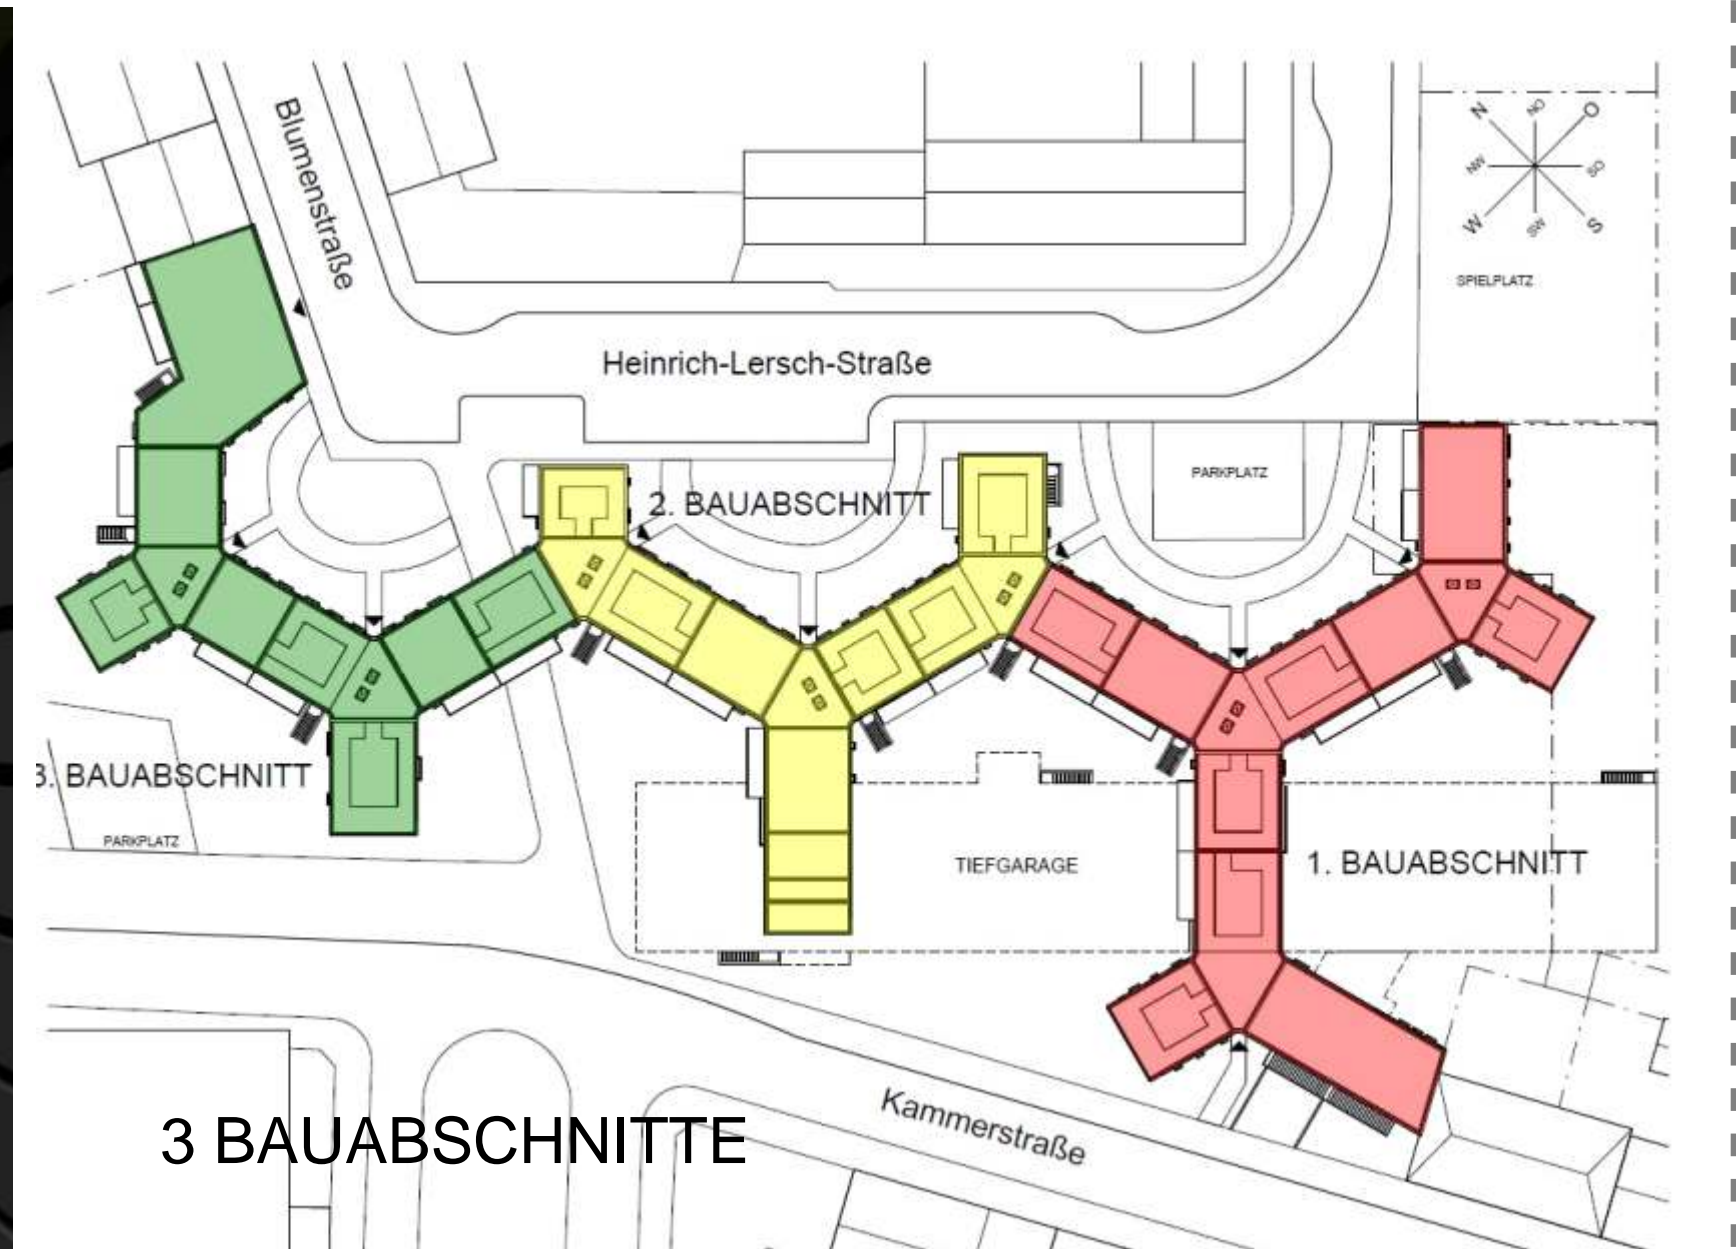 Blumenstraße
N
NO
O
NW
SO
W
SW
S
SPIELPLATZ
Heinrich-Lersch-Straße
PARKPLATZ
2. BAUABSCHNITT
3. BAUABSCHNITT
PARKPLATZ
TIEFGARAGE
1. BAUABSCHNITT
Kammerstraße
3 BAUABSCHNITTE